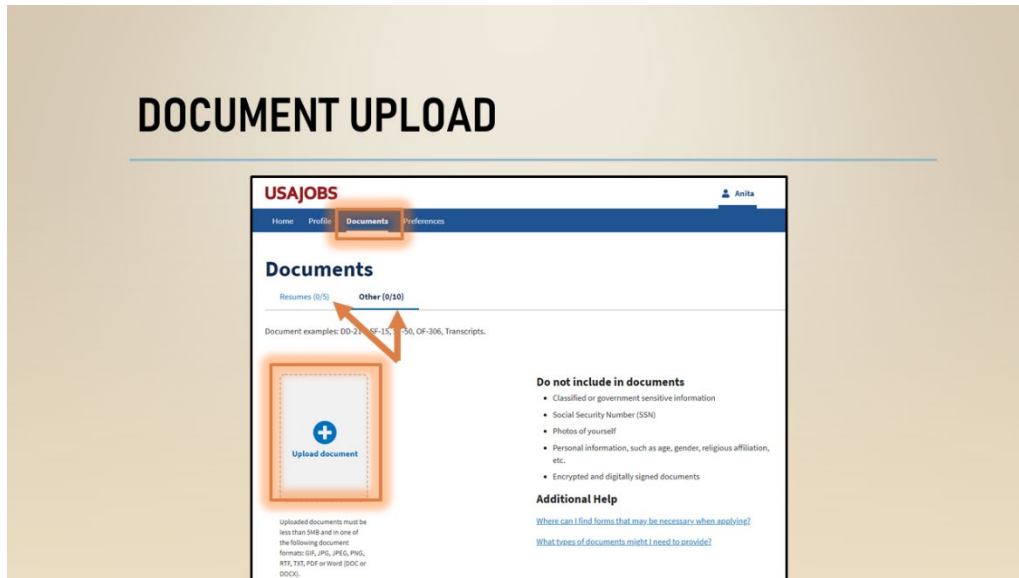 DOCUMENT UPLOAD
USAJOBS
Anita
Home Profile Documents Preferences
Documents
Resumes (0/5) Other (0/10)
Document examples: SF-15, OF-306, Transcripts.
Do not include in documents
• Classified or government sensitive information
• Social Security Number (SSN)
• Photos of yourself
• Personal information, such as age, gender, religious affiliation,
etc.
• Encrypted and digitally signed documents
Upload document
Additional Help
Where can I find forms that may be necessary when applying?
What types of documents might I need to provide?
Uploaded documents must be
less than 5MB and in one of
the following document
formats: GIF, JPG, JPEG, PNG,
RTF, TXT, PDF or Word (DOC or
DOCX).